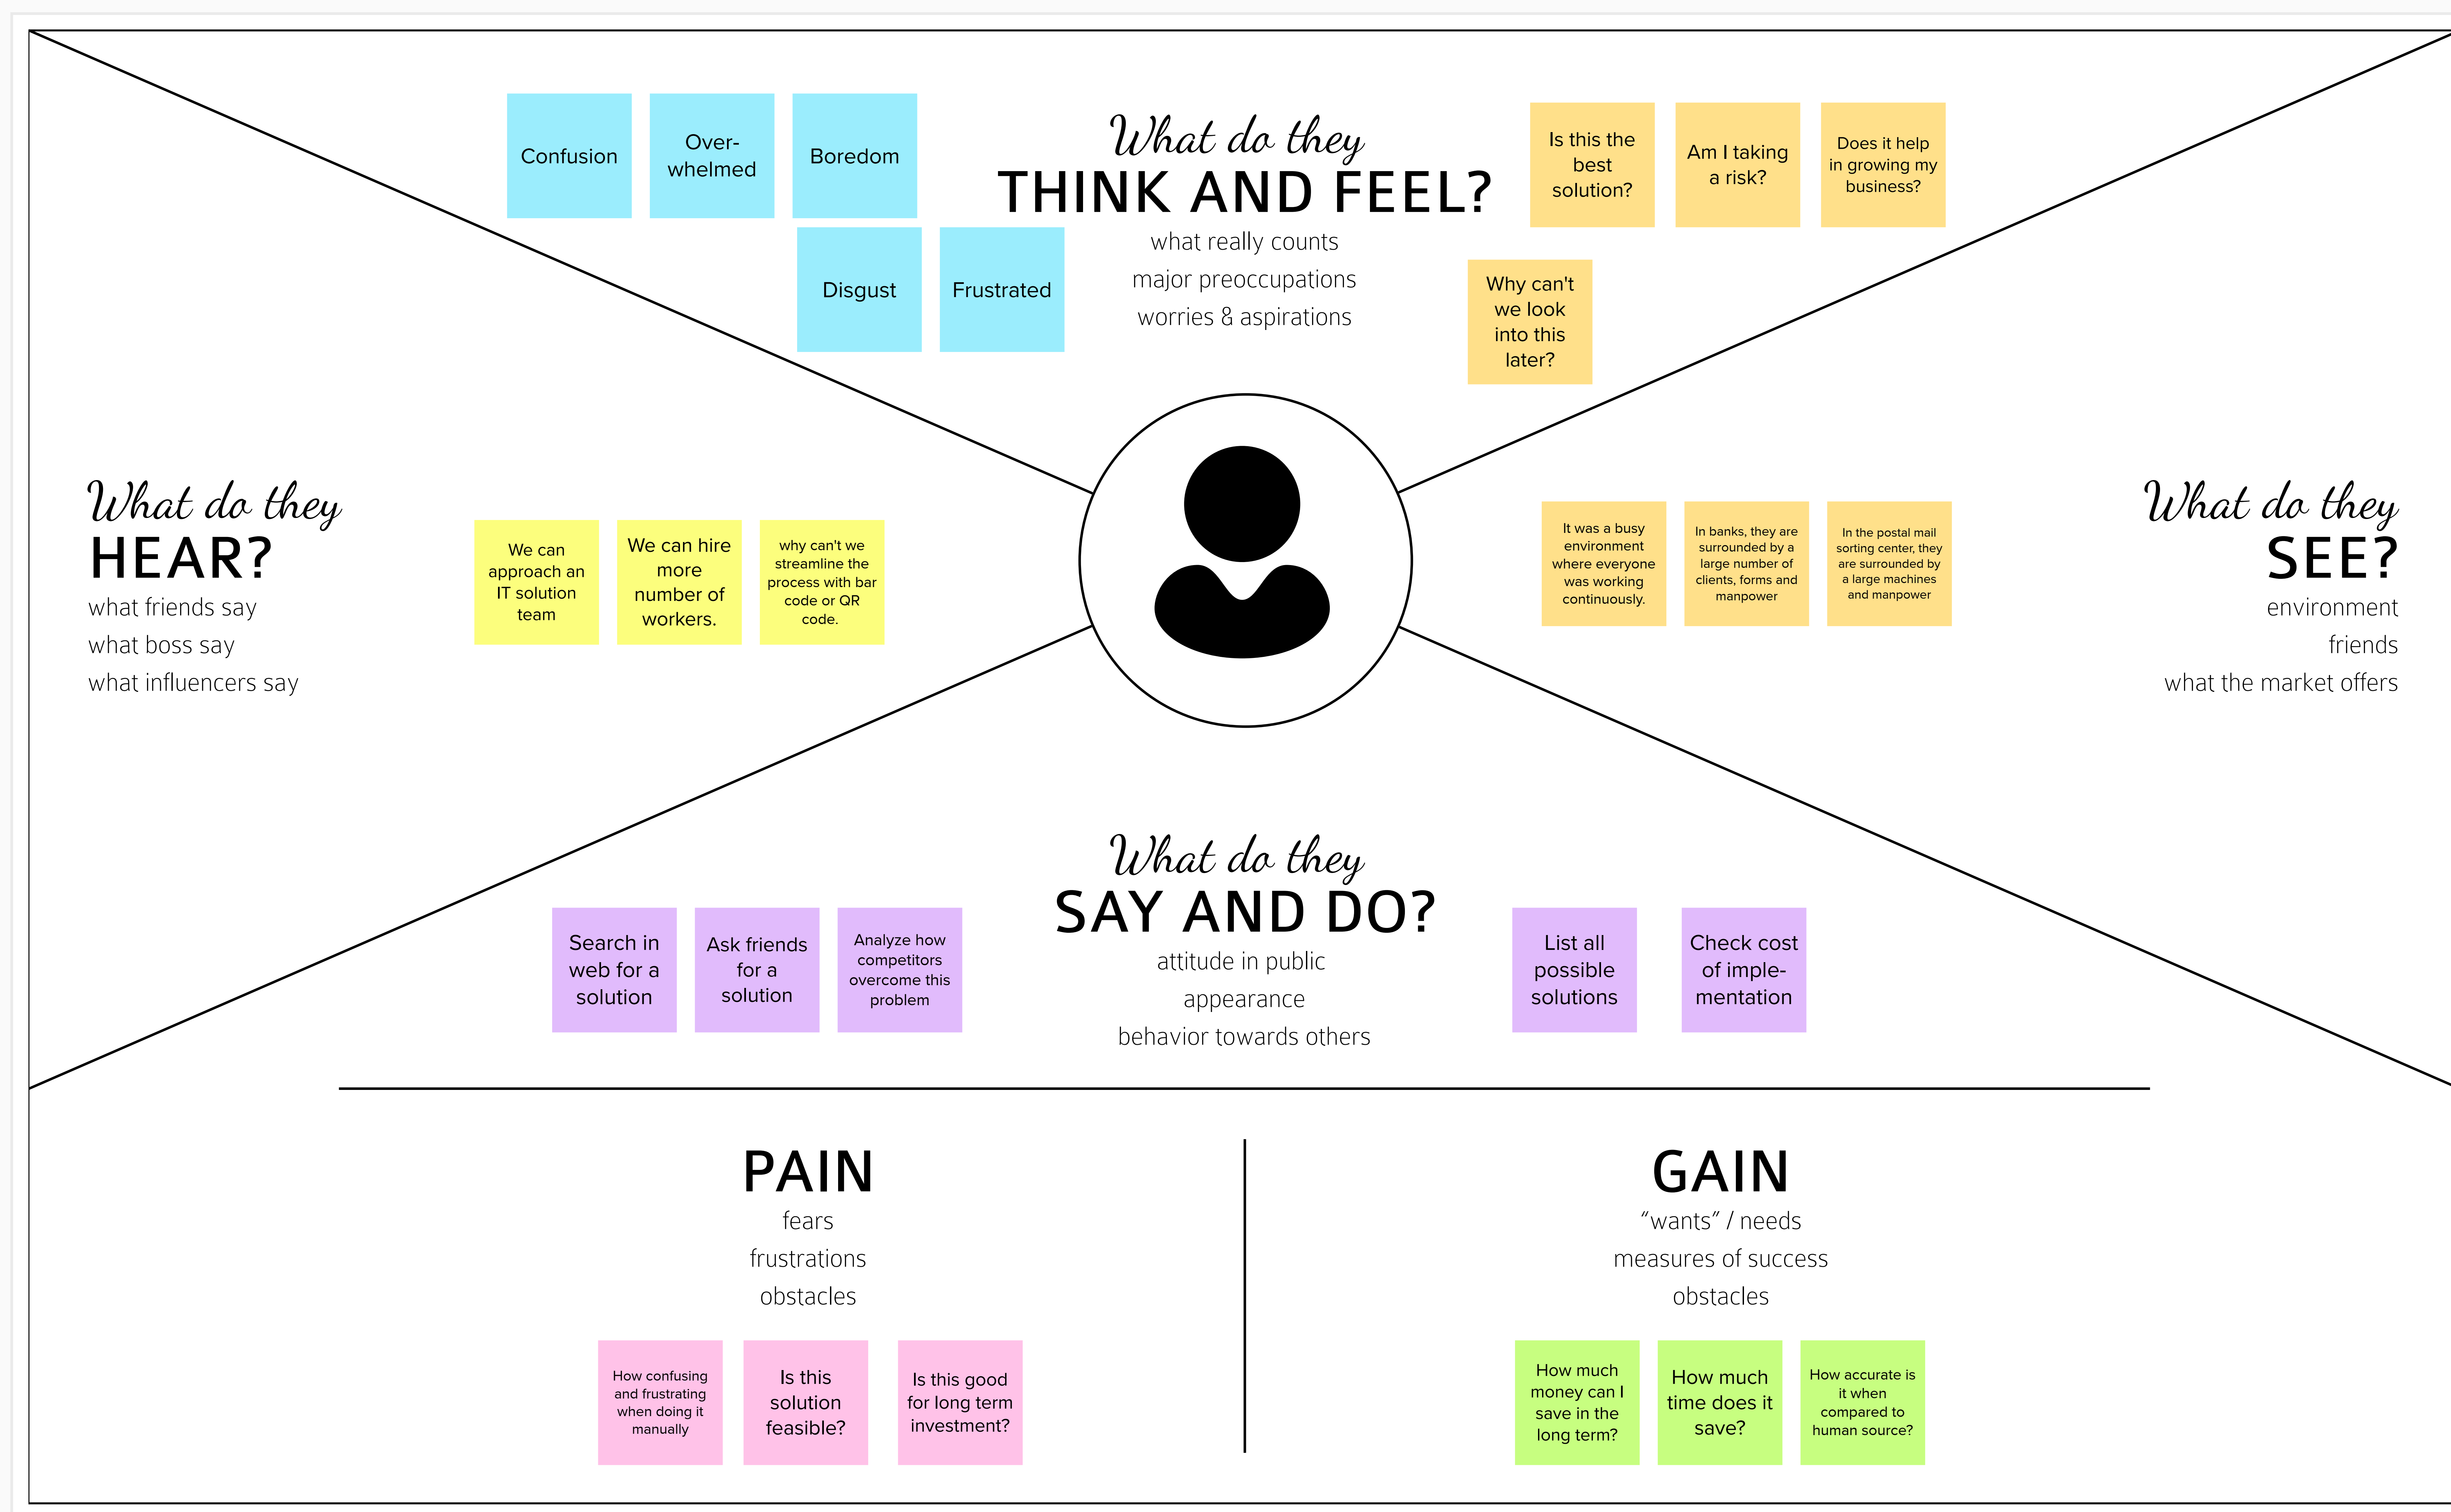 What do they
THINK AND FEEL?
what really counts
major preoccupations
worries & aspirations
Confusion
Over-
whelmed
Boredom
Disgust
Frustrated
Is this the
best
solution?
Am I taking
a risk?
Does it help
in growing my
business?
Why can't
we look
into this
later?
What do they
HEAR?
what friends say
what boss say
what influencers say
We can
approach an
IT solution
team
We can hire
more
number of
workers.
why can't we
streamline the
process with bar
code or QR
code.
It was a busy
environment
where everyone
was working
continuously.
In banks, they are
surrounded by a
large number of
clients, forms and
manpower
In the postal mail
sorting center, they
are surrounded by
a large machines
and manpower
What do they
SEE?
environment
friends
what the market offers
What do they
SAY AND DO?
attitude in public
appearance
behavior towards others
Search in
web for a
solution
Ask friends
for a
solution
Analyze how
competitors
overcome this
problem
List all
possible
solutions
Check cost
of imple-
mentation
PAIN
fears
frustrations
obstacles
How confusing
and frustrating
when doing it
manually
Is this
solution
feasible?
Is this good
for long term
investment?
GAIN
“wants” / needs
measures of success
obstacles
How much
money can I
save in the
long term?
How much
time does it
save?
How accurate is
it when
compared to
human source?